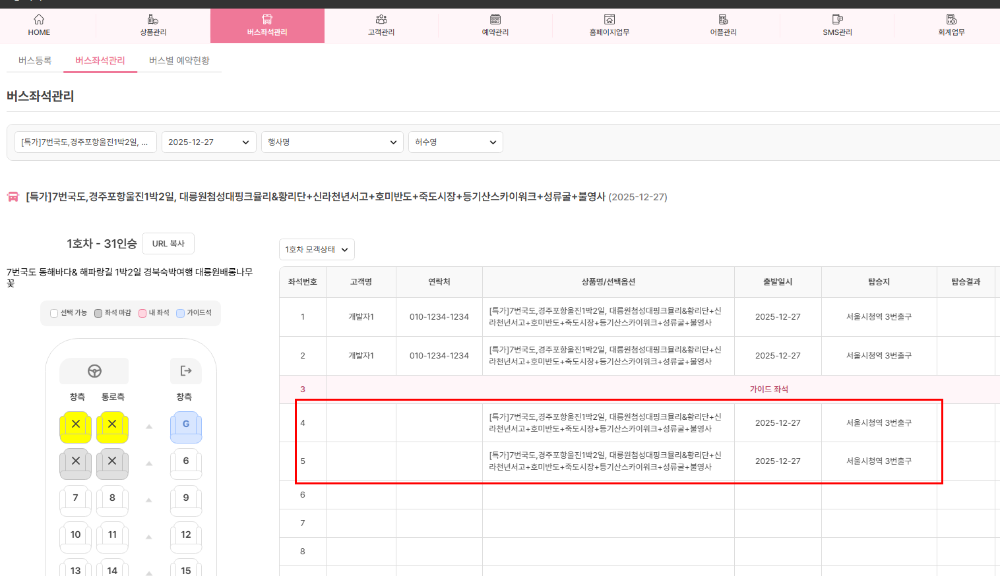 HOME
상품관리
버스좌석관리
고객관리
예약관리
홈페이지업무
어플관리
SMS관리
회계업무
버스등록
버스좌석관리
버스별 예약현황
버스좌석관리
[특가]7번국도,경주포항울진1박2일, ...
2025-12-27
행사명
허수영
[특가]7번국도,경주포항울진1박2일, 대릉원첨성대핑크뮬리&황리단+신라천년서고+호미반도+죽도시장+등기산스카이워크+성류굴+불영사 (2025-12-27)
1호차 - 31인승
URL 복사
7번국도 동해바다& 해파랑길 1박2일 경북숙박여행 대릉원배롱나무
꽃
선택 가능
좌석 마감
내 좌석
가이드석
창측
통로측
창측
G
6
7
8
9
10
11
12
13
14
15
1호차 모객상태
좌석번호
고객명
연락처
상품명/선택옵션
출발일시
탑승지
탑승결과
1
개발자1
010-1234-1234
[특가]7번국도,경주포항울진1박2일, 대릉원첨성대핑크뮬리&황리단+신
라천년서고+호미반도+죽도시장+등기산스카이워크+성류굴+불영사
2025-12-27
서울시청역 3번출구
2
개발자1
010-1234-1234
[특가]7번국도,경주포항울진1박2일, 대릉원첨성대핑크뮬리&황리단+신
라천년서고+호미반도+죽도시장+등기산스카이워크+성류굴+불영사
2025-12-27
서울시청역 3번출구
3
가이드 좌석
4
[특가]7번국도,경주포항울진1박2일, 대릉원첨성대핑크뮬리&황리단+신
라천년서고+호미반도+죽도시장+등기산스카이워크+성류굴+불영사
2025-12-27
서울시청역 3번출구
5
[특가]7번국도,경주포항울진1박2일, 대릉원첨성대핑크뮬리&황리단+신
라천년서고+호미반도+죽도시장+등기산스카이워크+성류굴+불영사
2025-12-27
서울시청역 3번출구
6
7
8